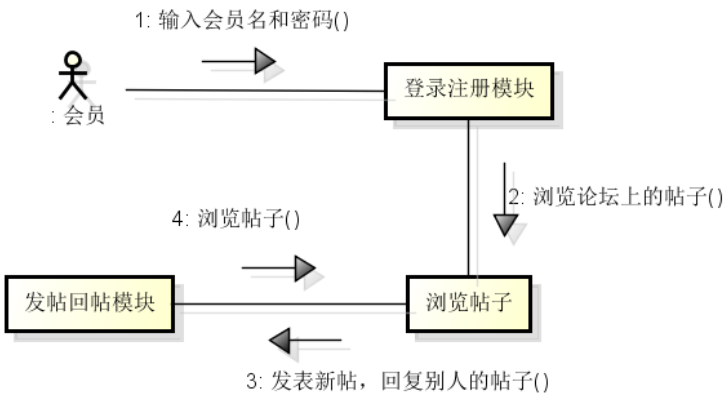 1: 输入会员名和密码()
登录注册模块
: 会员
2: 浏览论坛上的帖子()
4: 浏览帖子()
发帖回帖模块
浏览帖子
3: 发表新帖，回复别人的帖子()